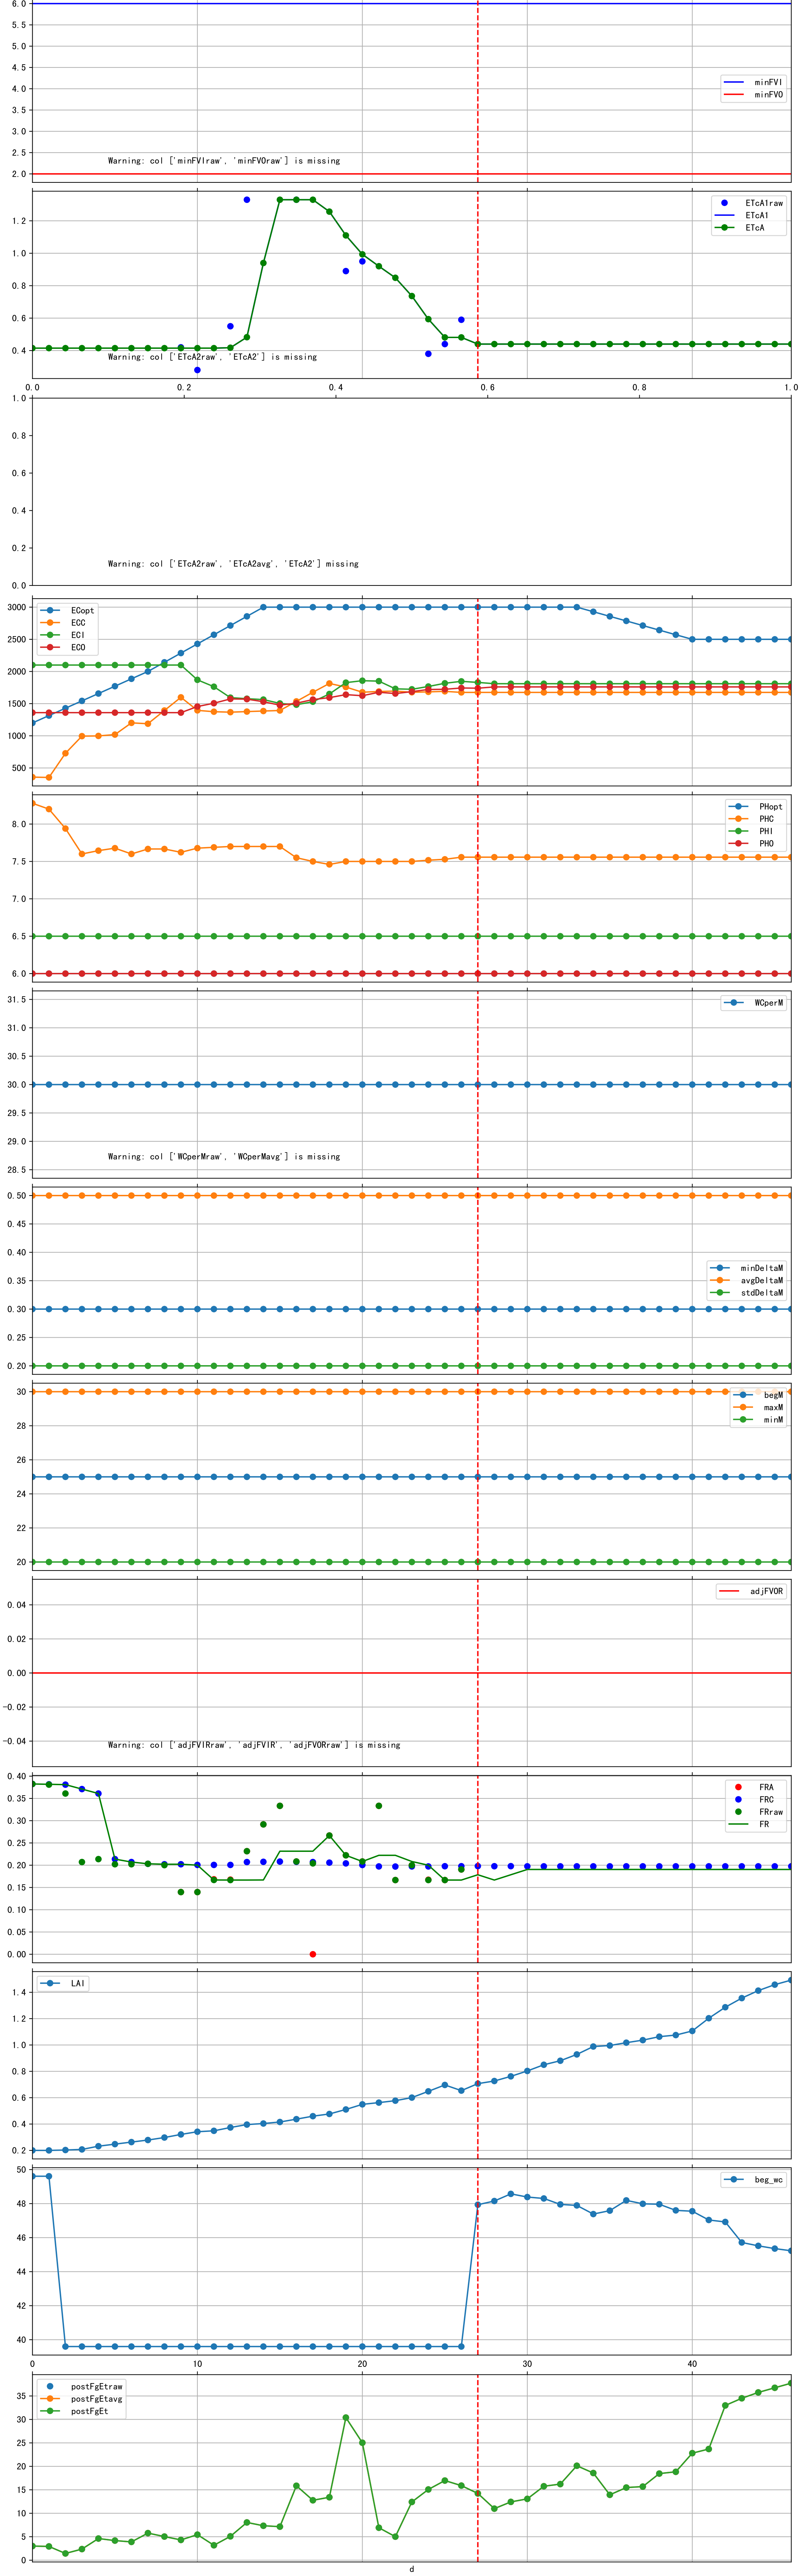 6.0
5.5
5.0
4.5
4.0
3.5
3.0
2.5
2.0
minFVI
minFVO
Warning: col ['minFVIraw', 'minFVOraw'] is missing
1.2
1.0
0.8
0.6
0.4
ETcA1raw
ETcA1
ETcA
Warning: col ['ETcA2raw', 'ETcA2'] is missing
0.0 0.2 0.4 0.6 0.8 1.0
1.0
0.8
0.6
0.4
0.2
0.0
Warning: col ['ETcA2raw', 'ETcA2avg', 'ETcA2'] missing
3000
2500
2000
1500
1000
500
ECopt
ECC
ECI
ECO
8.0
7.5
7.0
6.5
6.0
PHopt
PHC
PHI
PHO
31.5
31.0
30.5
30.0
29.5
29.0
28.5
WCperM
Warning: col ['WCperMraw', 'WCperMavg'] is missing
0.50
0.45
0.40
0.35
0.30
0.25
0.20
minDeltaM
avgDeltaM
stdDeltaM
30
28
26
24
22
20
begM
maxM
minM
0.04
0.02
0.00
-0.02
-0.04
adjFVOR
Warning: col ['adjFVIRraw', 'adjFVIR', 'adjFVORraw'] is missing
0.40
0.35
0.30
0.25
0.20
0.15
0.10
0.05
0.00
FRA
FRC
FRraw
FR
1.4
1.2
1.0
0.8
0.6
0.4
0.2
LAI
50
48
46
44
42
40
beg_wc
0 10 20 30 40
35
30
25
20
15
10
5
0
postFgEtraw
postFgEtavg
postFgEt
d